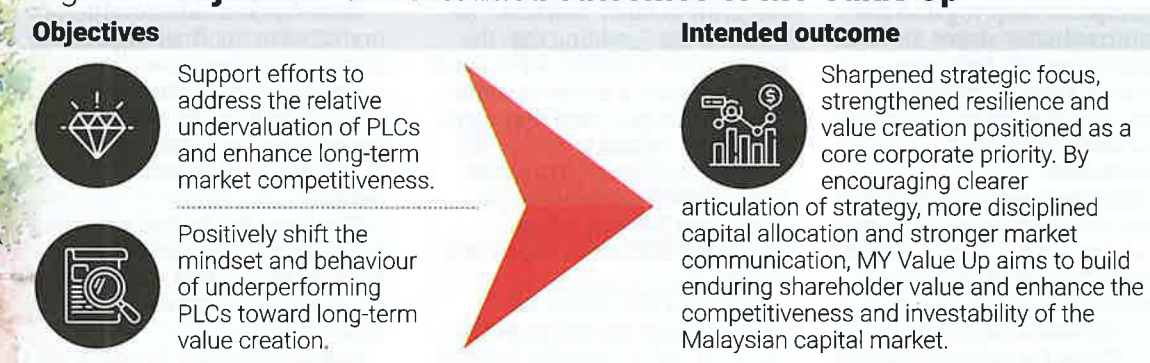 Objectives
Support efforts to
address the relative
undervaluation of PLCs
and enhance long-term
market competitiveness.
Positively shift the
mindset and behaviour
of underperforming
PLCs toward long-term
value creation.
Intended outcome
$
Sharpened strategic focus,
strengthened resilience and
value creation positioned as a
core corporate priority. By
encouraging clearer
articulation of strategy, more disciplined
capital allocation and stronger market
communication, MY Value Up aims to build
enduring shareholder value and enhance the
competitiveness and investability of the
Malaysian capital market.